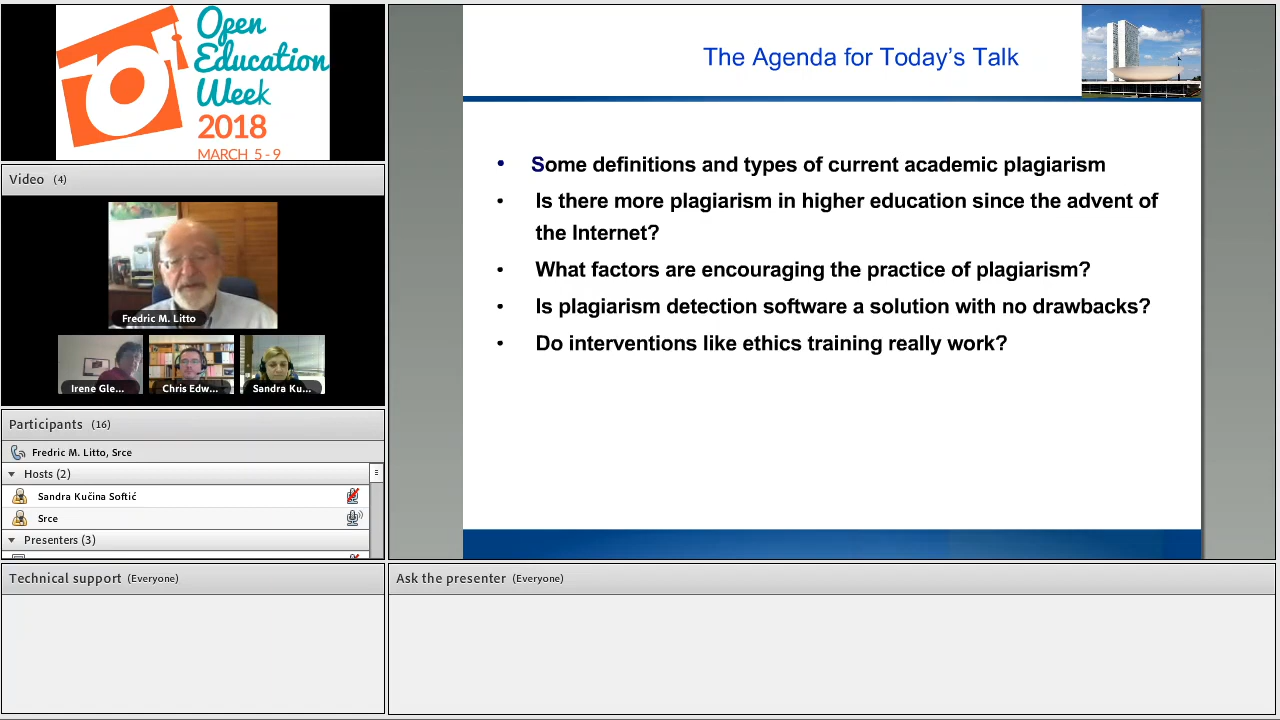 Open
Education
Week
2018
MARCH 5 - 9
Video (4)
Fredric M. Litto
Irene Gle...
Chris Edw...
Sandra Ku...
Participants (16)
Fredric M. Litto, Srce
Hosts (2)
Sandra Kučina Softić
Srce
Presenters (3)
Technical support (Everyone)
The Agenda for Today's Talk
• Some definitions and types of current academic plagiarism
• Is there more plagiarism in higher education since the advent of
the Internet?
• What factors are encouraging the practice of plagiarism?
• Is plagiarism detection software a solution with no drawbacks?
• Do interventions like ethics training really work?
Ask the presenter (Everyone)